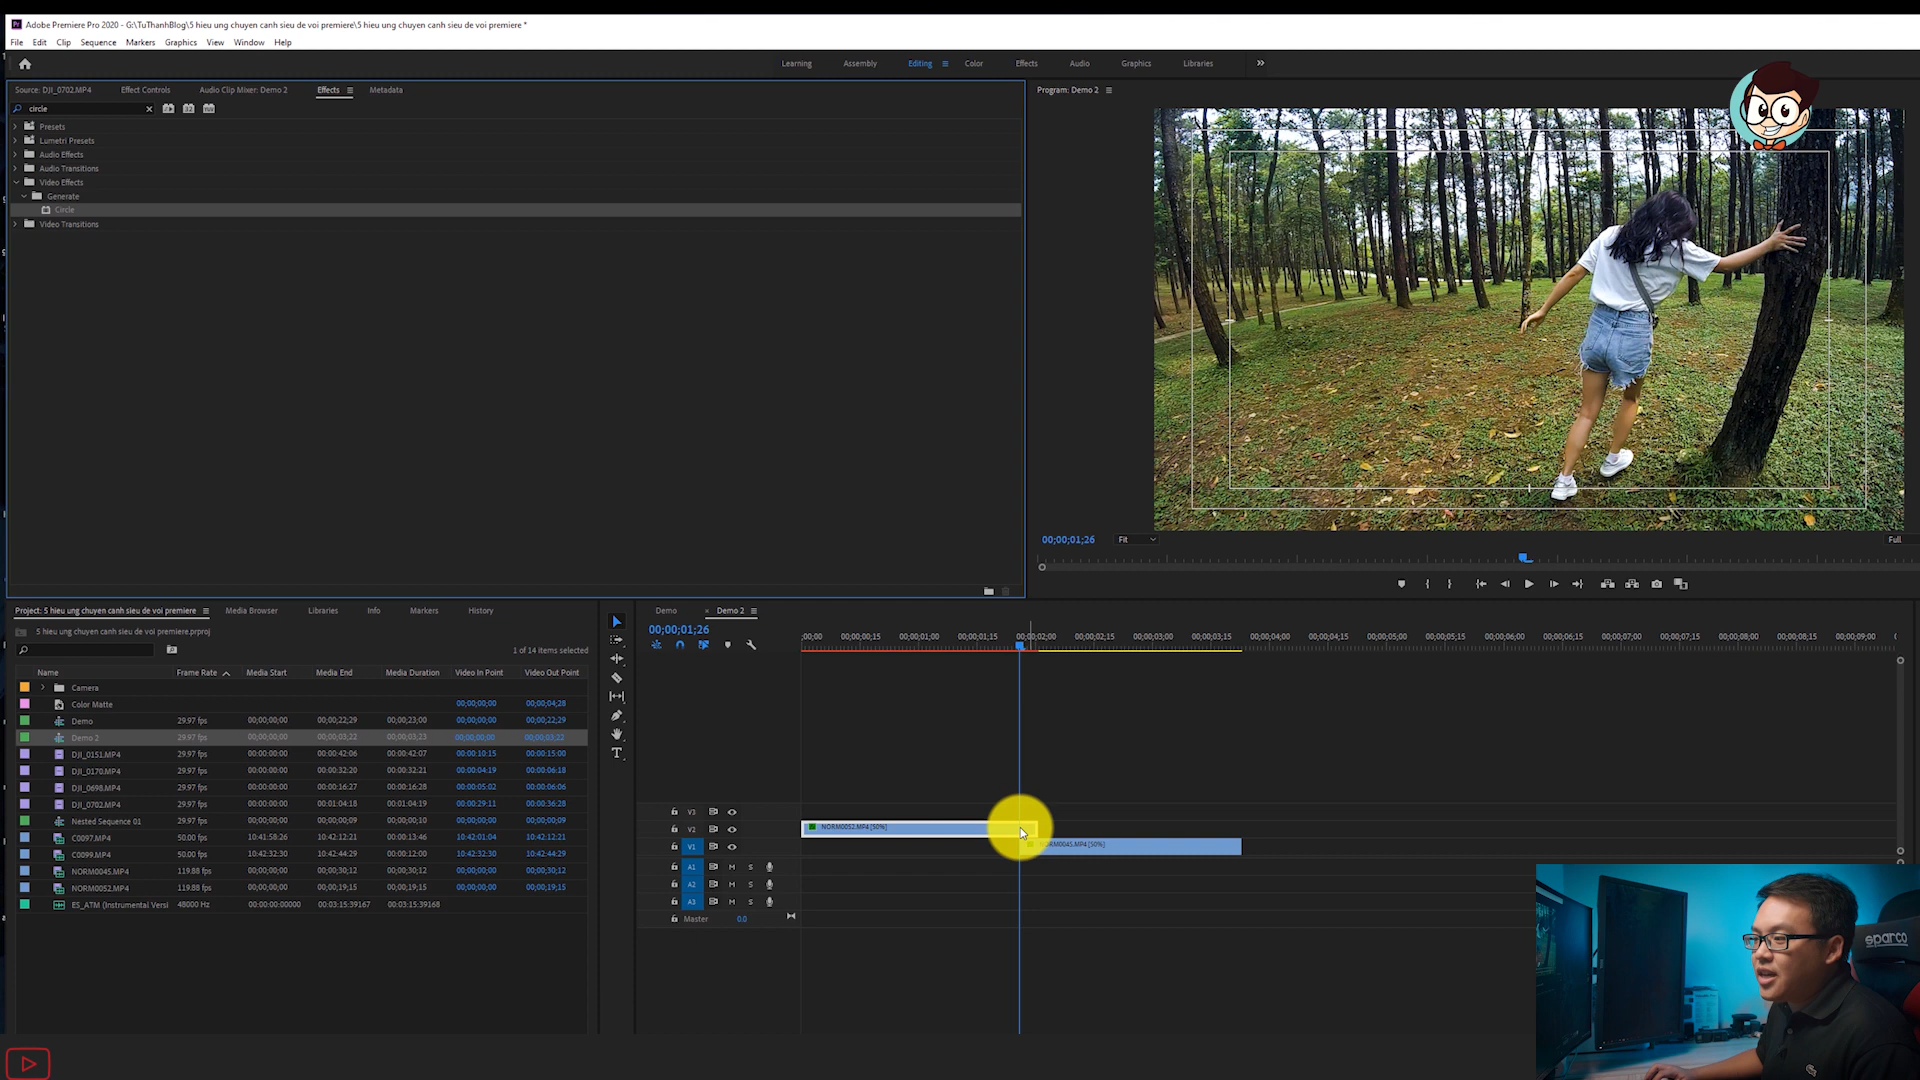 Adobe Premiere Pro 2020 - G:\TuThanhBlog\5 hieu ung chuyen canh sieu de voi premiere\5 hieu ung chuyen canh sieu de voi premiere *
File Edit Clip Sequence Markers Graphics View Window Help
Learning Assembly Editing Color Effects Audio Graphics Libraries
Source: DJI_0702.MP4 Effect Controls Audio Clip Mixer: Demo 2 Effects Metadata
circle
Presets
Lumetri Presets
Audio Effects
Audio Transitions
Video Effects
Generate
Circle
Video Transitions
Program: Demo 2
00;00;01;26 Fit Full
Project: 5 hieu ung chuyen canh sieu de voi premiere Media Browser Libraries Info Markers History
5 hieu ung chuyen canh sieu de voi premiere.prproj
1 of 14 items selected
Name Frame Rate Media Start Media End Media Duration Video In Point Video Out Point
Camera
Color Matte 00;00;00;00 00;00;04;28
Demo 29.97 fps 00;00;00;00 00;00;22;29 00;00;23;00 00;00;00;00 00;00;22;29
Demo 2 29.97 fps 00;00;00;00 00;00;03;22 00;00;03;23 00;00;00;00 00;00;03;22
DJI_0151.MP4 29.97 fps 00:00:00:00 00:00:42:06 00:00:42:07 00:00:10:15 00:00:15:00
DJI_0170.MP4 29.97 fps 00:00:00:00 00:00:32:20 00:00:32:21 00:00:04:19 00:00:06:18
DJI_0698.MP4 29.97 fps 00:00:00:00 00:00:16:27 00:00:16:28 00:00:05:02 00:00:06:06
DJI_0702.MP4 29.97 fps 00:00:00:00 00:01:04:18 00:01:04:19 00:00:29:11 00:00:36:28
Nested Sequence 01 29.97 fps 00;00;00;00 00;00;00;09 00;00;00;10 00;00;00;00 00;00;00;09
C0097.MP4 50.00 fps 10:41:58:26 10:42:12:21 00:00:13:46 10:42:01:04 10:42:12:21
C0099.MP4 50.00 fps 10:42:32:30 10:42:44:29 00:00:12:00 10:42:32:30 10:42:44:29
NORM0045.MP4 119.88 fps 00;00;00;00 00;00;30;12 00;00;30;13 00;00;00;00 00;00;30;12
NORM0052.MP4 119.88 fps 00;00;00;00 00;00;19;15 00;00;19;16 00;00;00;00 00;00;19;15
ES_ATM (Instrumental Versi 48000 Hz 00:00:00:00000 00:03:15:39167 00:03:15:39168
Demo × Demo 2
00;00;01;26
:00;00 00;00;00;15 00;00;01;00 00;00;01;15 00;00;02;00 00;00;02;15 00;00;03;00 00;00;03;15 00;00;04;00 00;00;04;15 00;00;05;00 00;00;05;15 00;00;06;00 00;00;06;15 00;00;07;00 00;00;07;15 00;00;08;00 00;00;08;15 00;00;09;00
V3
V2 NORM0052.MP4 [50%]
V1 NORM0045.MP4 [50%]
A1 M S
A2 M S
A3 M S
Master 0.0
sparco